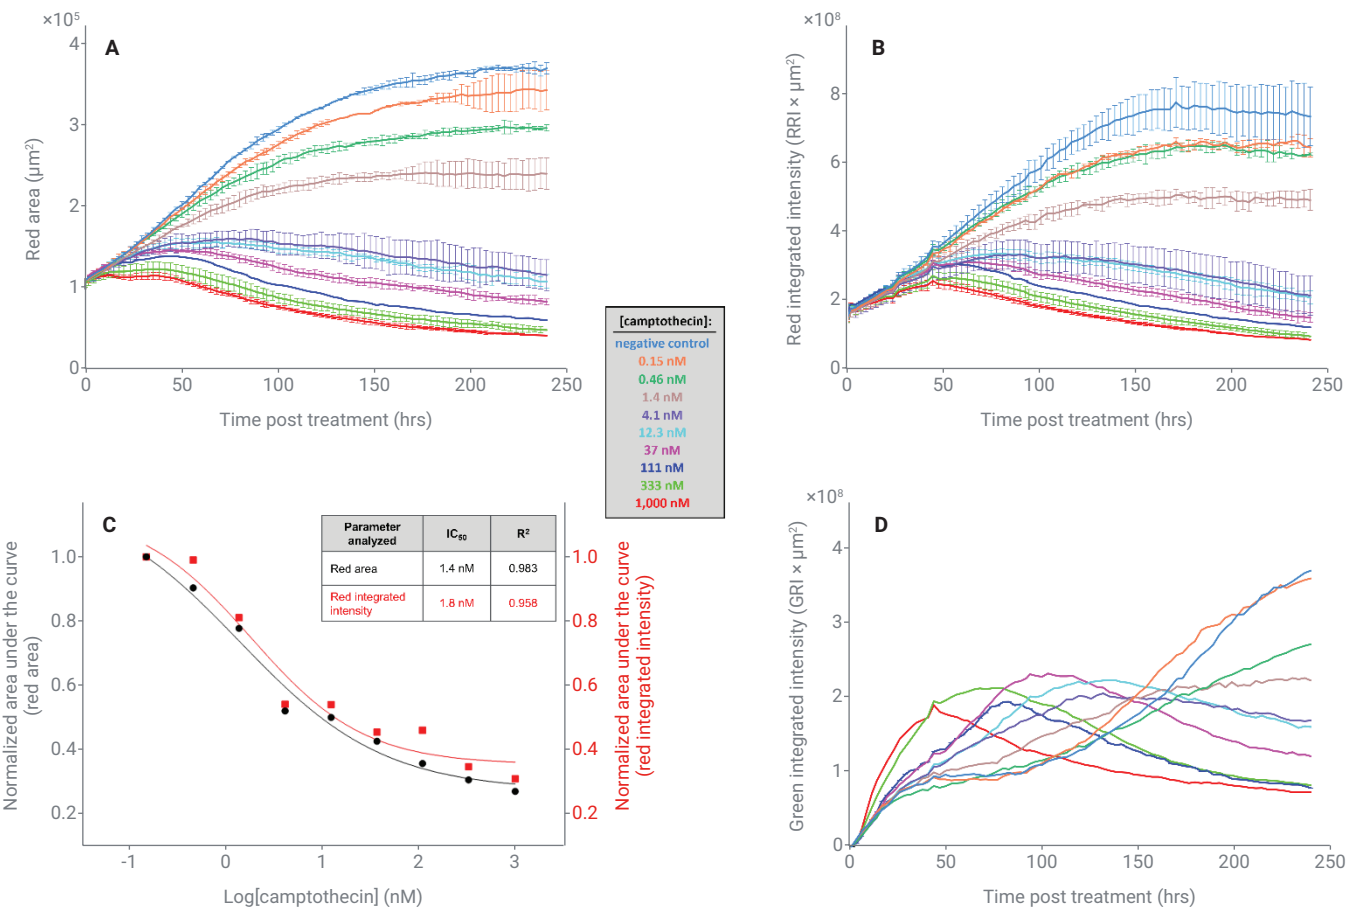 ×10⁵
A
4
3
2
1
0
Red area (µm²)
0 50 100 150 200 250
Time post treatment (hrs)
×10⁸
B
8
6
4
2
0
Red integrated intensity (RRI × µm²)
0 50 100 150 200 250
Time post treatment (hrs)
[camptothecin]:
negative control
0.15 nM
0.46 nM
1.4 nM
4.1 nM
12.3 nM
37 nM
111 nM
333 nM
1,000 nM
C
Normalized area under the curve
(red area)
1.0
0.8
0.6
0.4
0.2
Parameter analyzed IC₅₀ R²
Red area 1.4 nM 0.983
Red integrated intensity 1.8 nM 0.958
1.0
0.8
0.6
0.4
0.2
Normalized area under the curve
(red integrated intensity)
-1 0 1 2 3
Log[camptothecin] (nM)
×10⁸
D
4
3
2
1
0
Green integrated intensity (GRI × µm²)
0 50 100 150 200 250
Time post treatment (hrs)